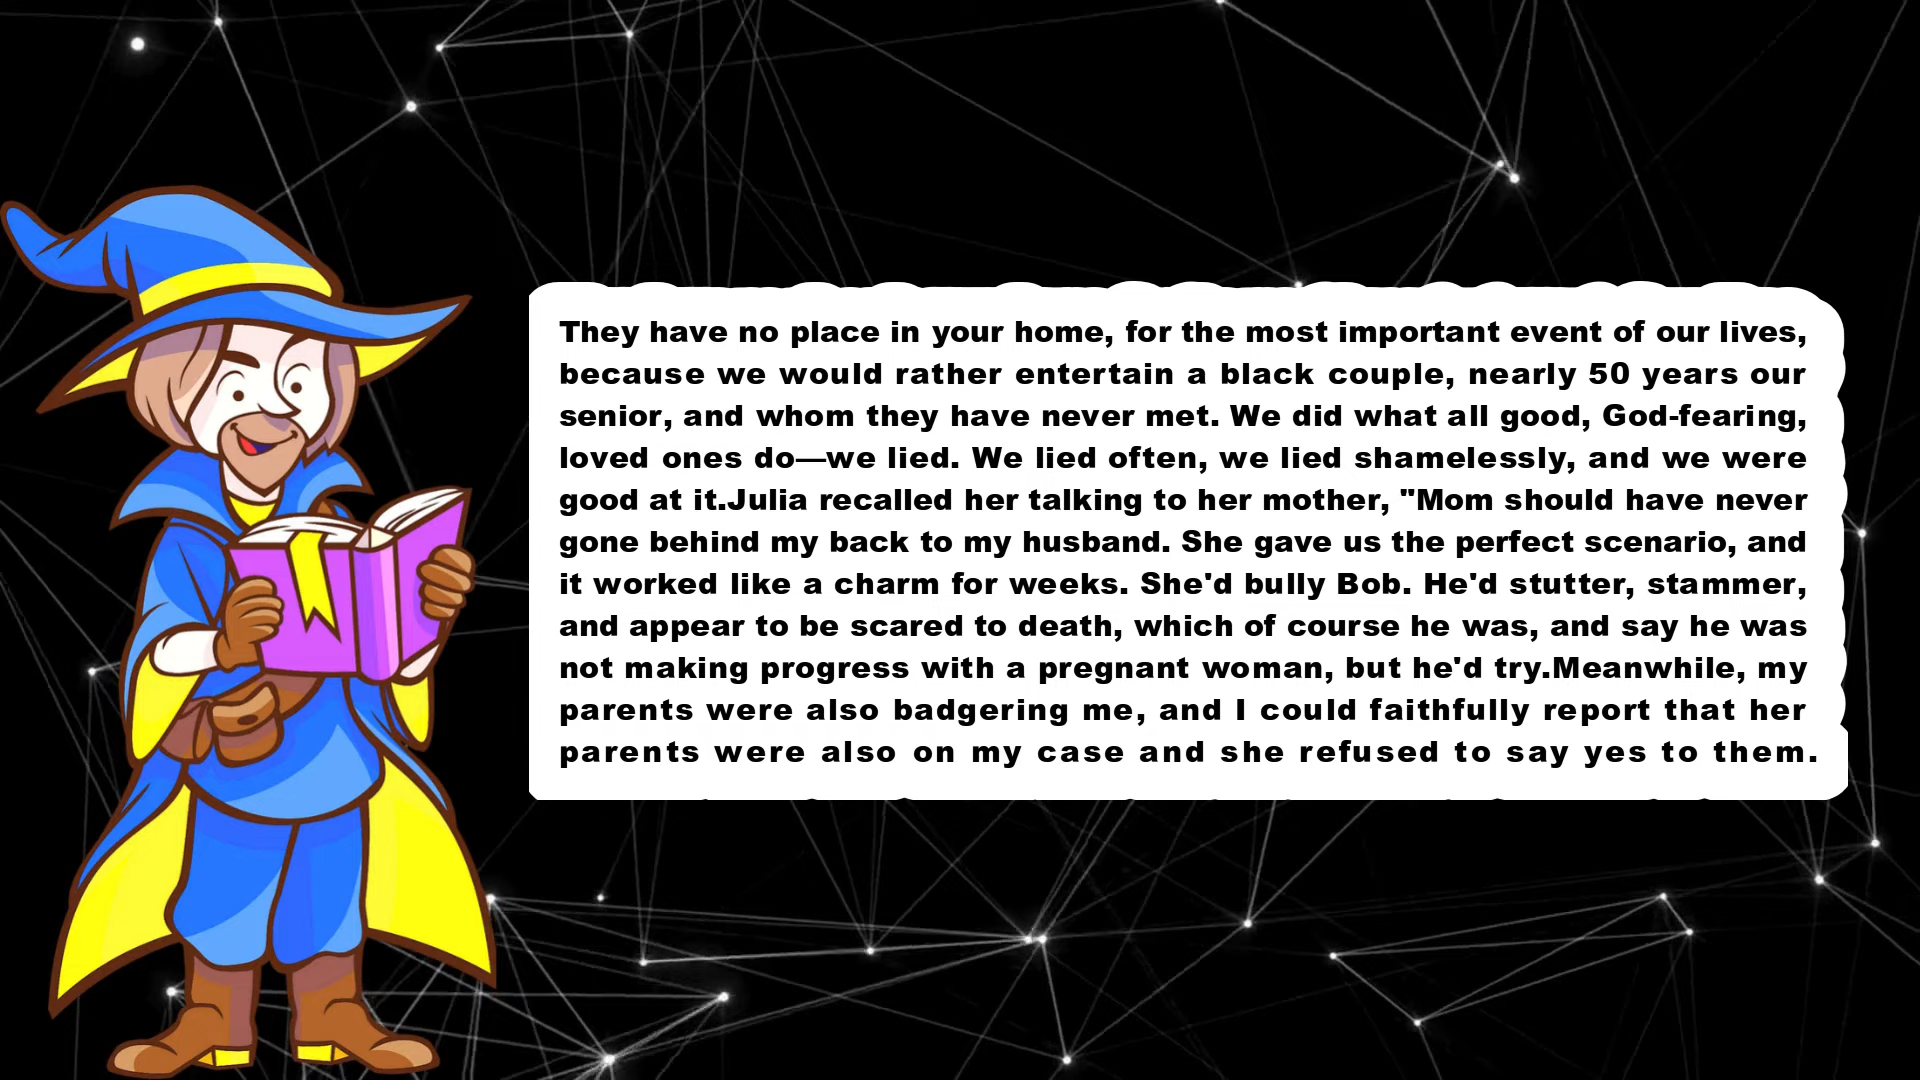 They have no place in your home, for the most important event of our lives,
because we would rather entertain a black couple, nearly 50 years our
senior, and whom they have never met. We did what all good, God-fearing,
loved ones do—we lied. We lied often, we lied shamelessly, and we were
good at it.Julia recalled her talking to her mother, "Mom should have never
gone behind my back to my husband. She gave us the perfect scenario, and
it worked like a charm for weeks. She'd bully Bob. He'd stutter, stammer,
and appear to be scared to death, which of course he was, and say he was
not making progress with a pregnant woman, but he'd try.Meanwhile, my
parents were also badgering me, and I could faithfully report that her
parents were also on my case and she refused to say yes to them.